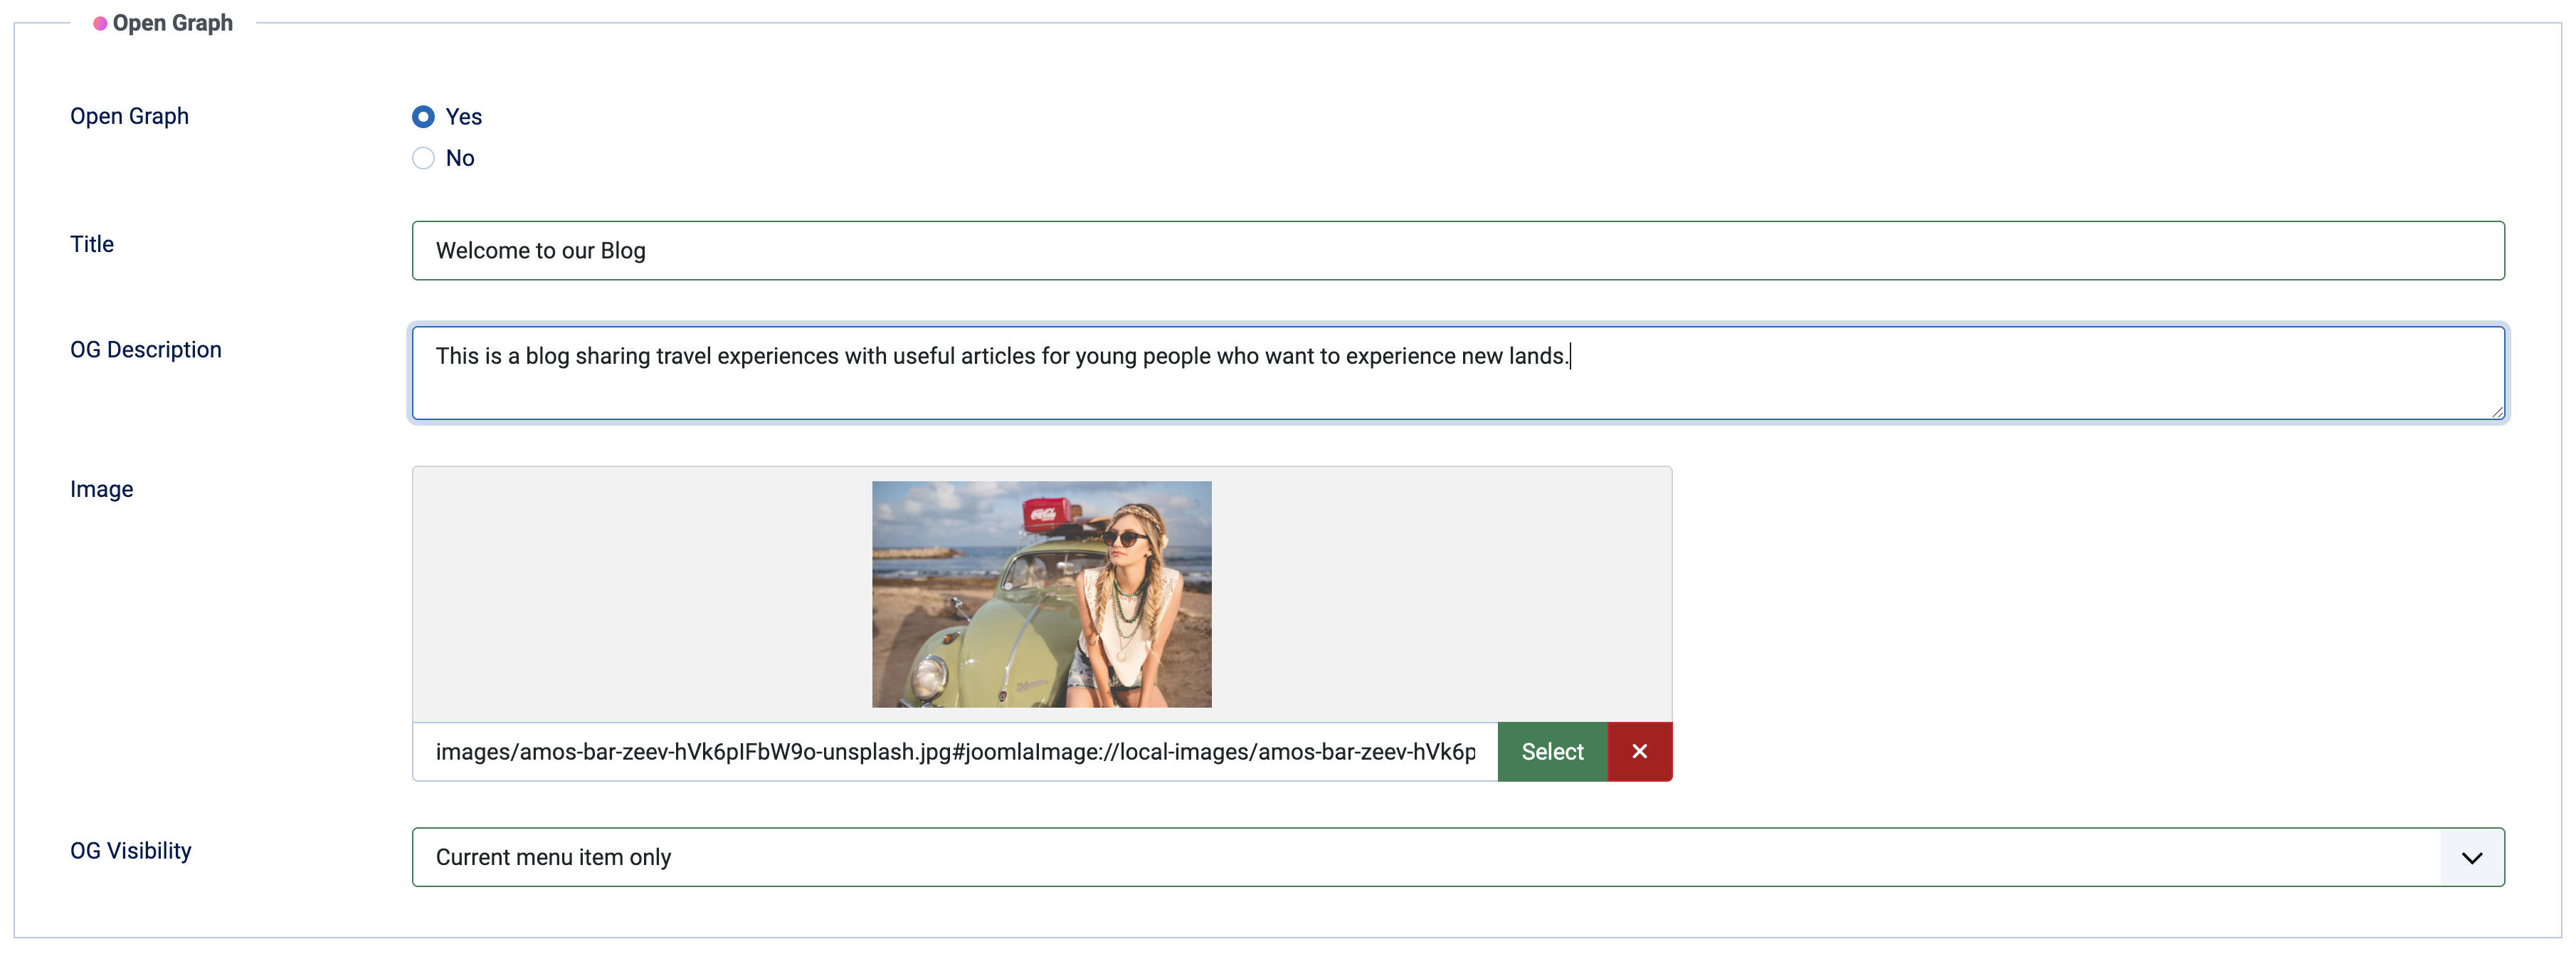 Open Graph
Open Graph
Yes
No
Title
Welcome to our Blog
OG Description
This is a blog sharing travel experiences with useful articles for young people who want to experience new lands.
Image
Coca-Cola
images/amos-bar-zeev-hVk6pIFbW9o-unsplash.jpg#joomlaImage://local-images/amos-bar-zeev-hVk6p
Select
OG Visibility
Current menu item only